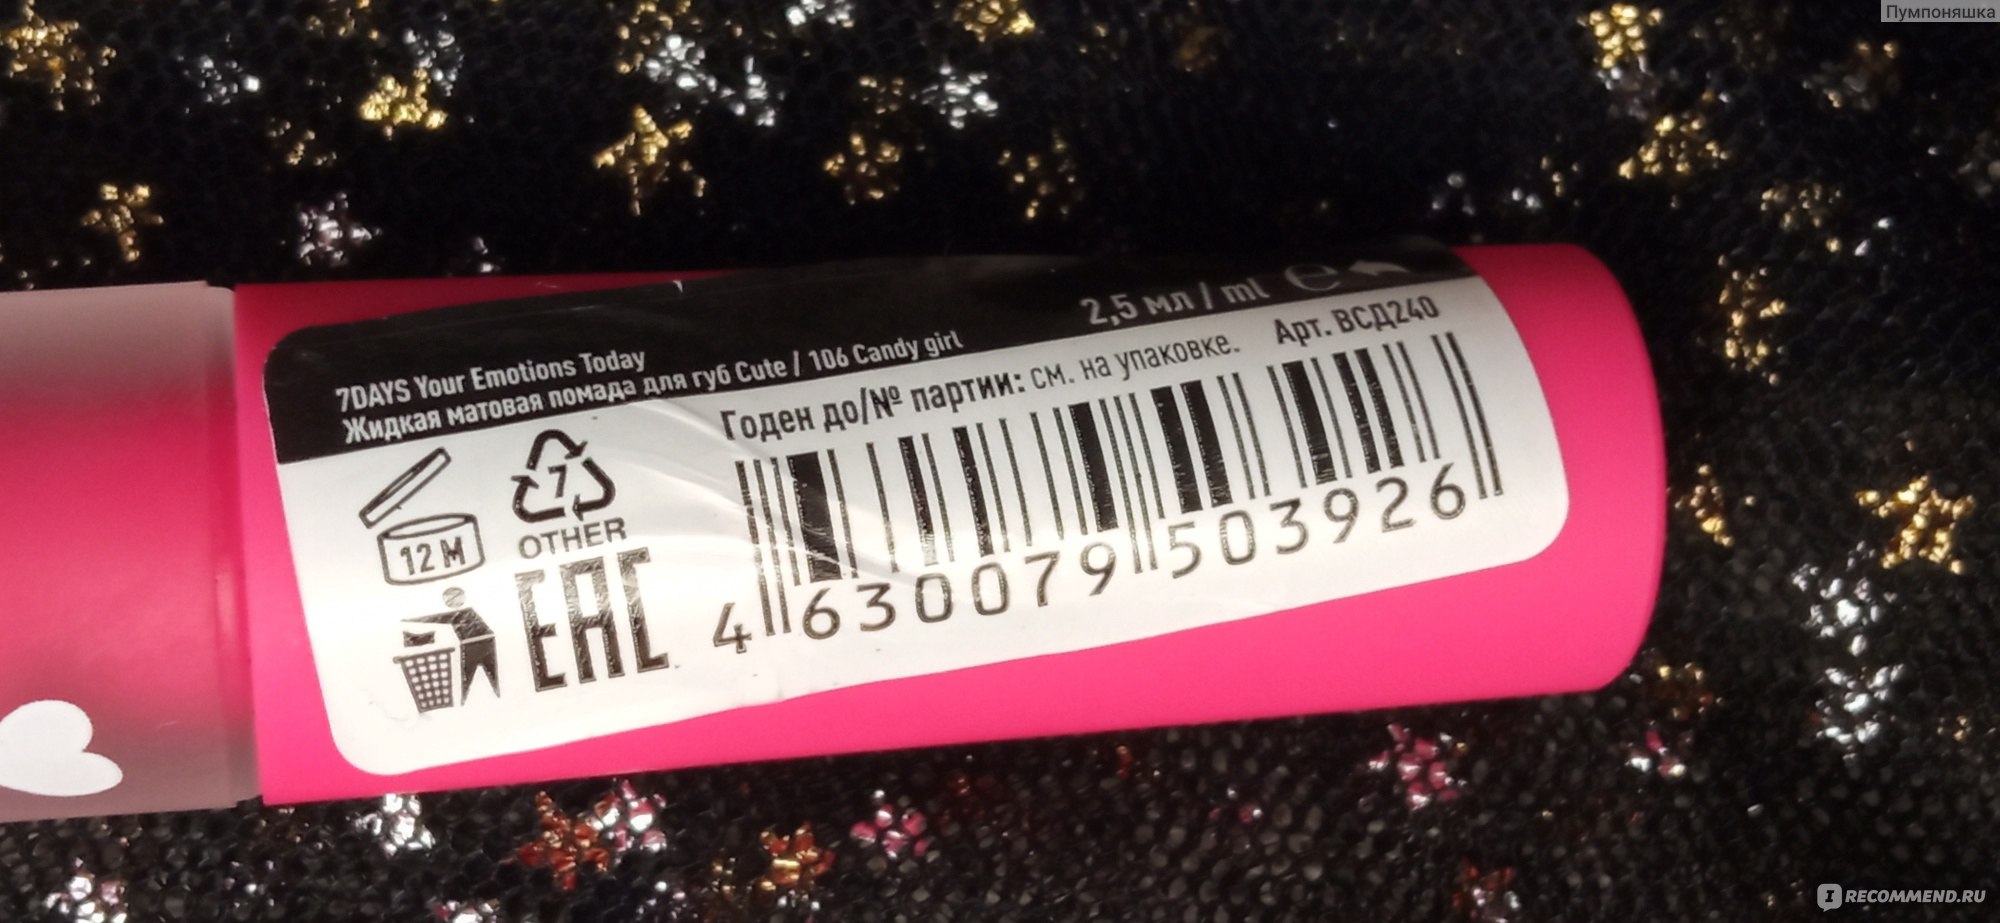 Пумпоняшка
2,5 мл / ml e
7DAYS Your Emotions Today
Жидкая матовая помада для губ Cute / 106 Candy girl
Годен до/№ партии: см. на упаковке. Арт. ВСД240
7
OTHER
12 M
EAC
4 630079 503926
I RECOMMEND.RU